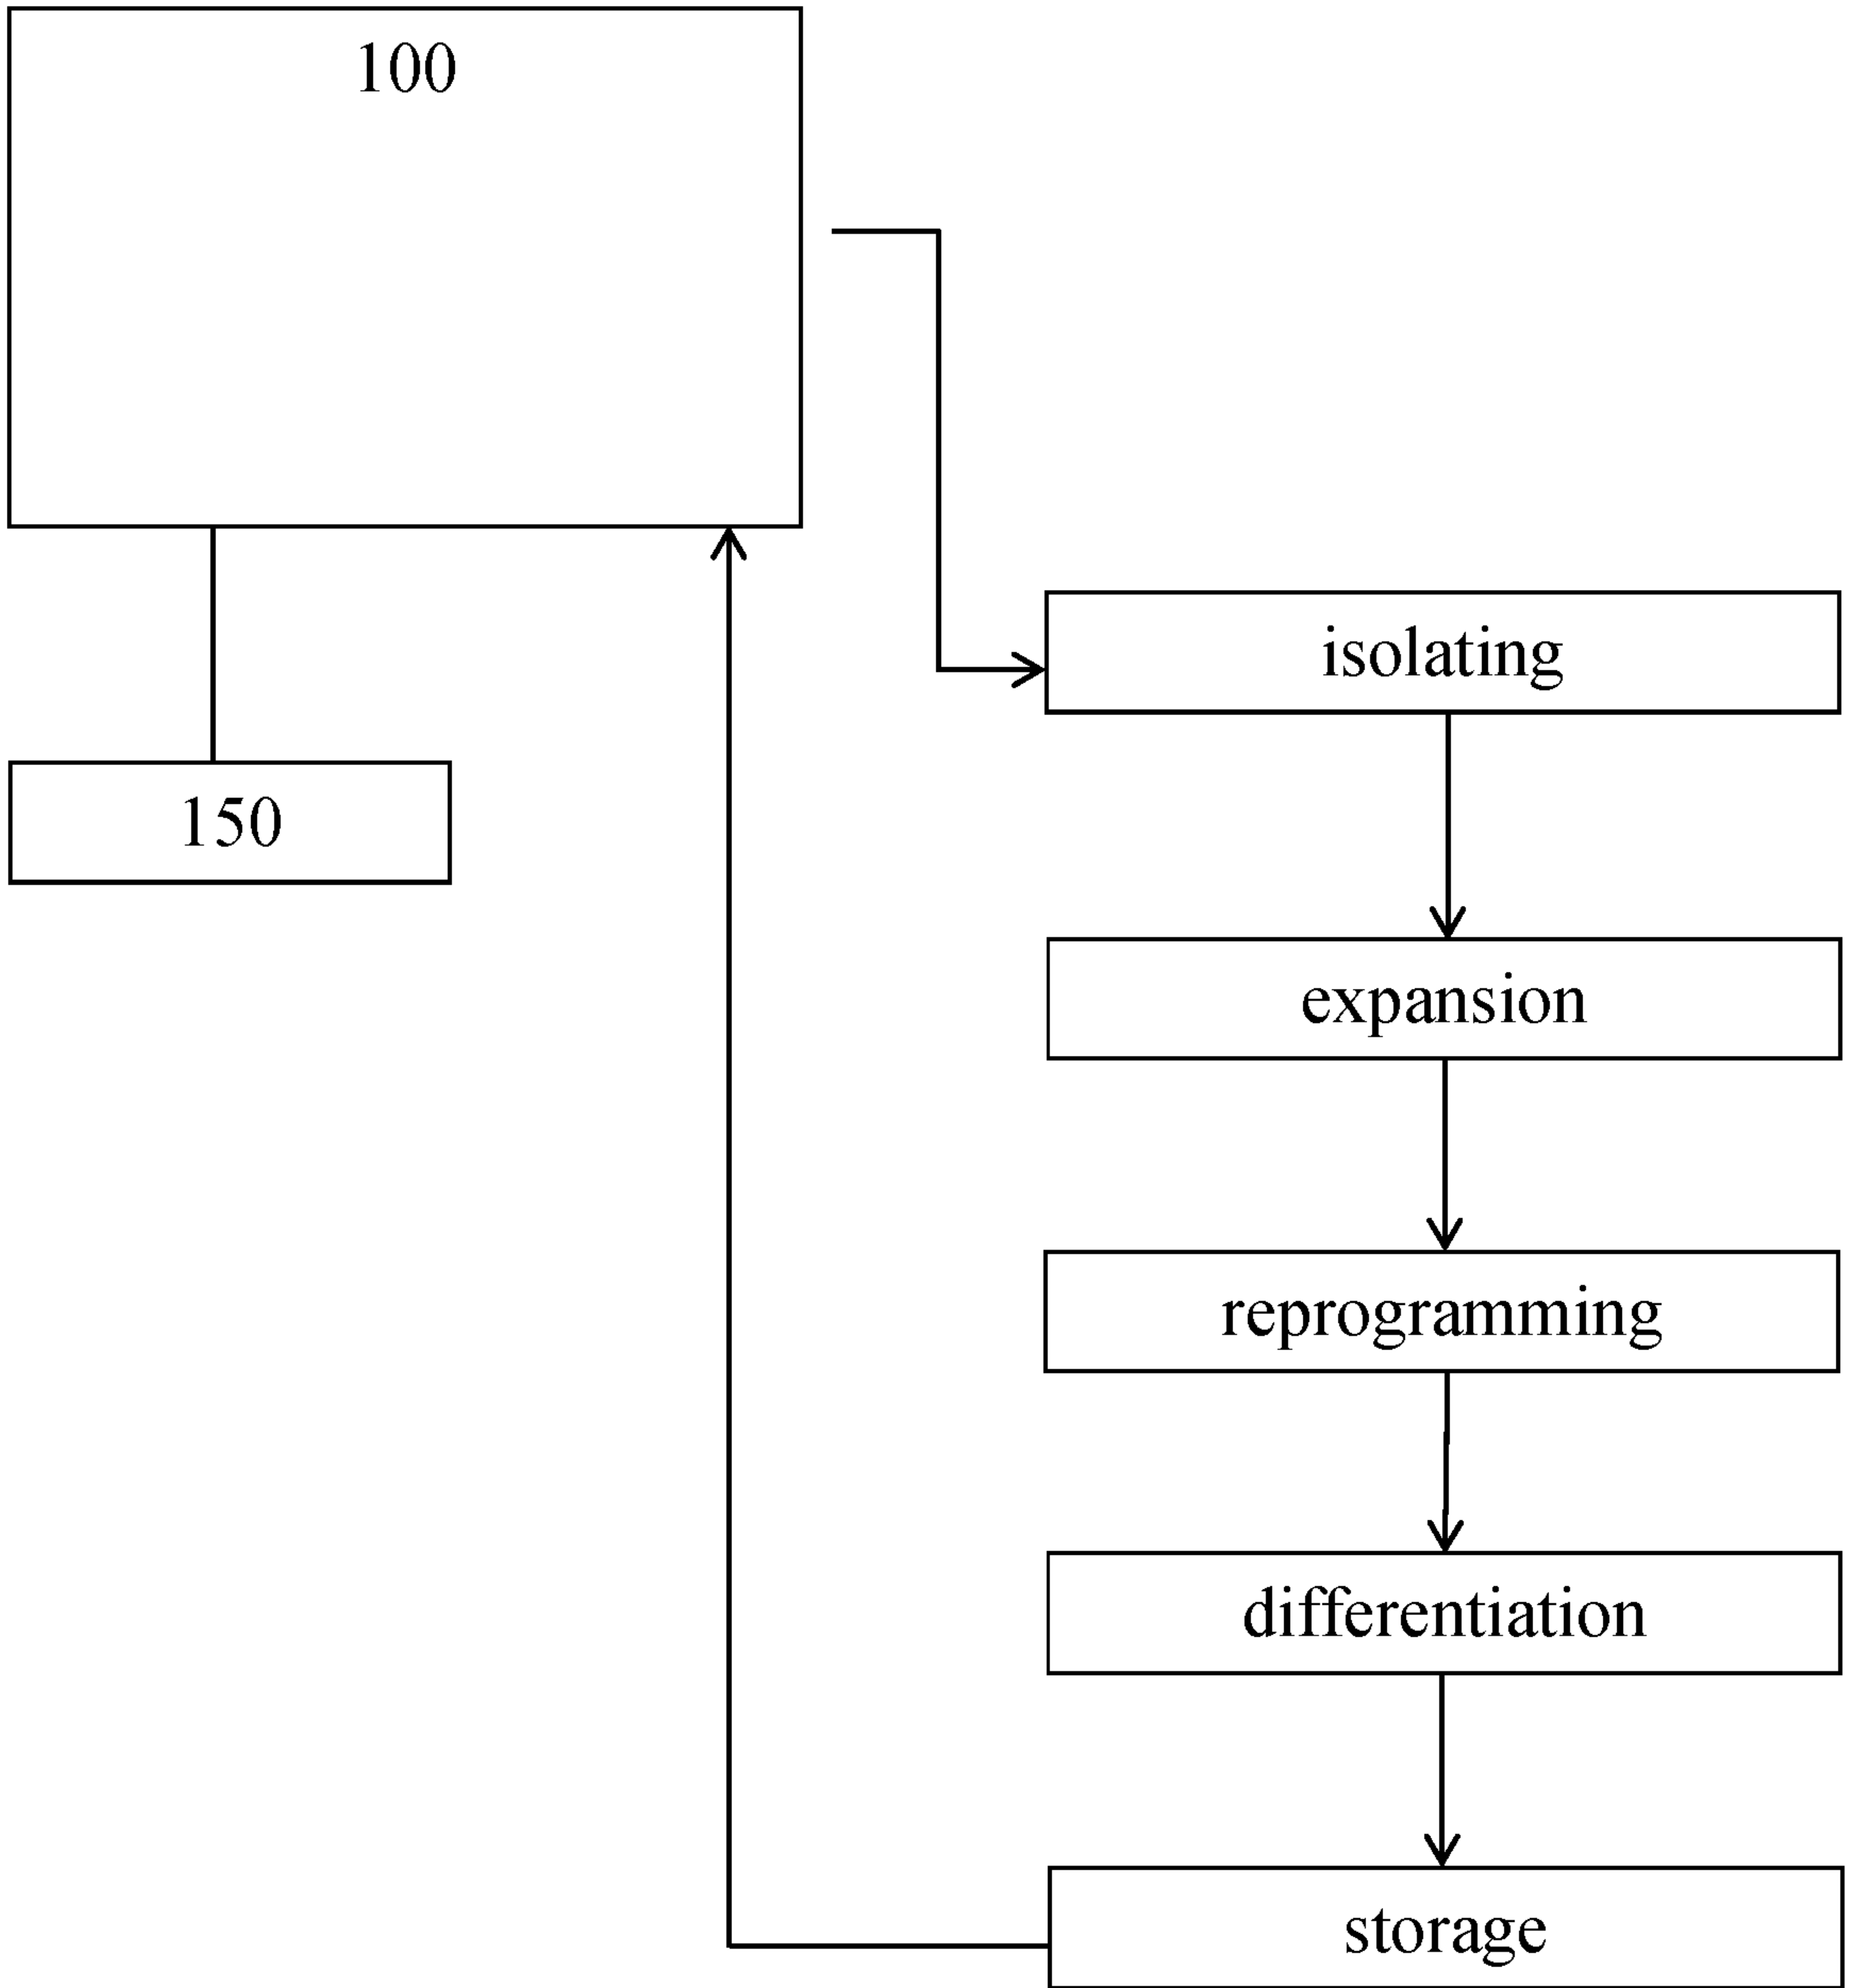 100
150
isolating
expansion
reprogramming
differentiation
storage